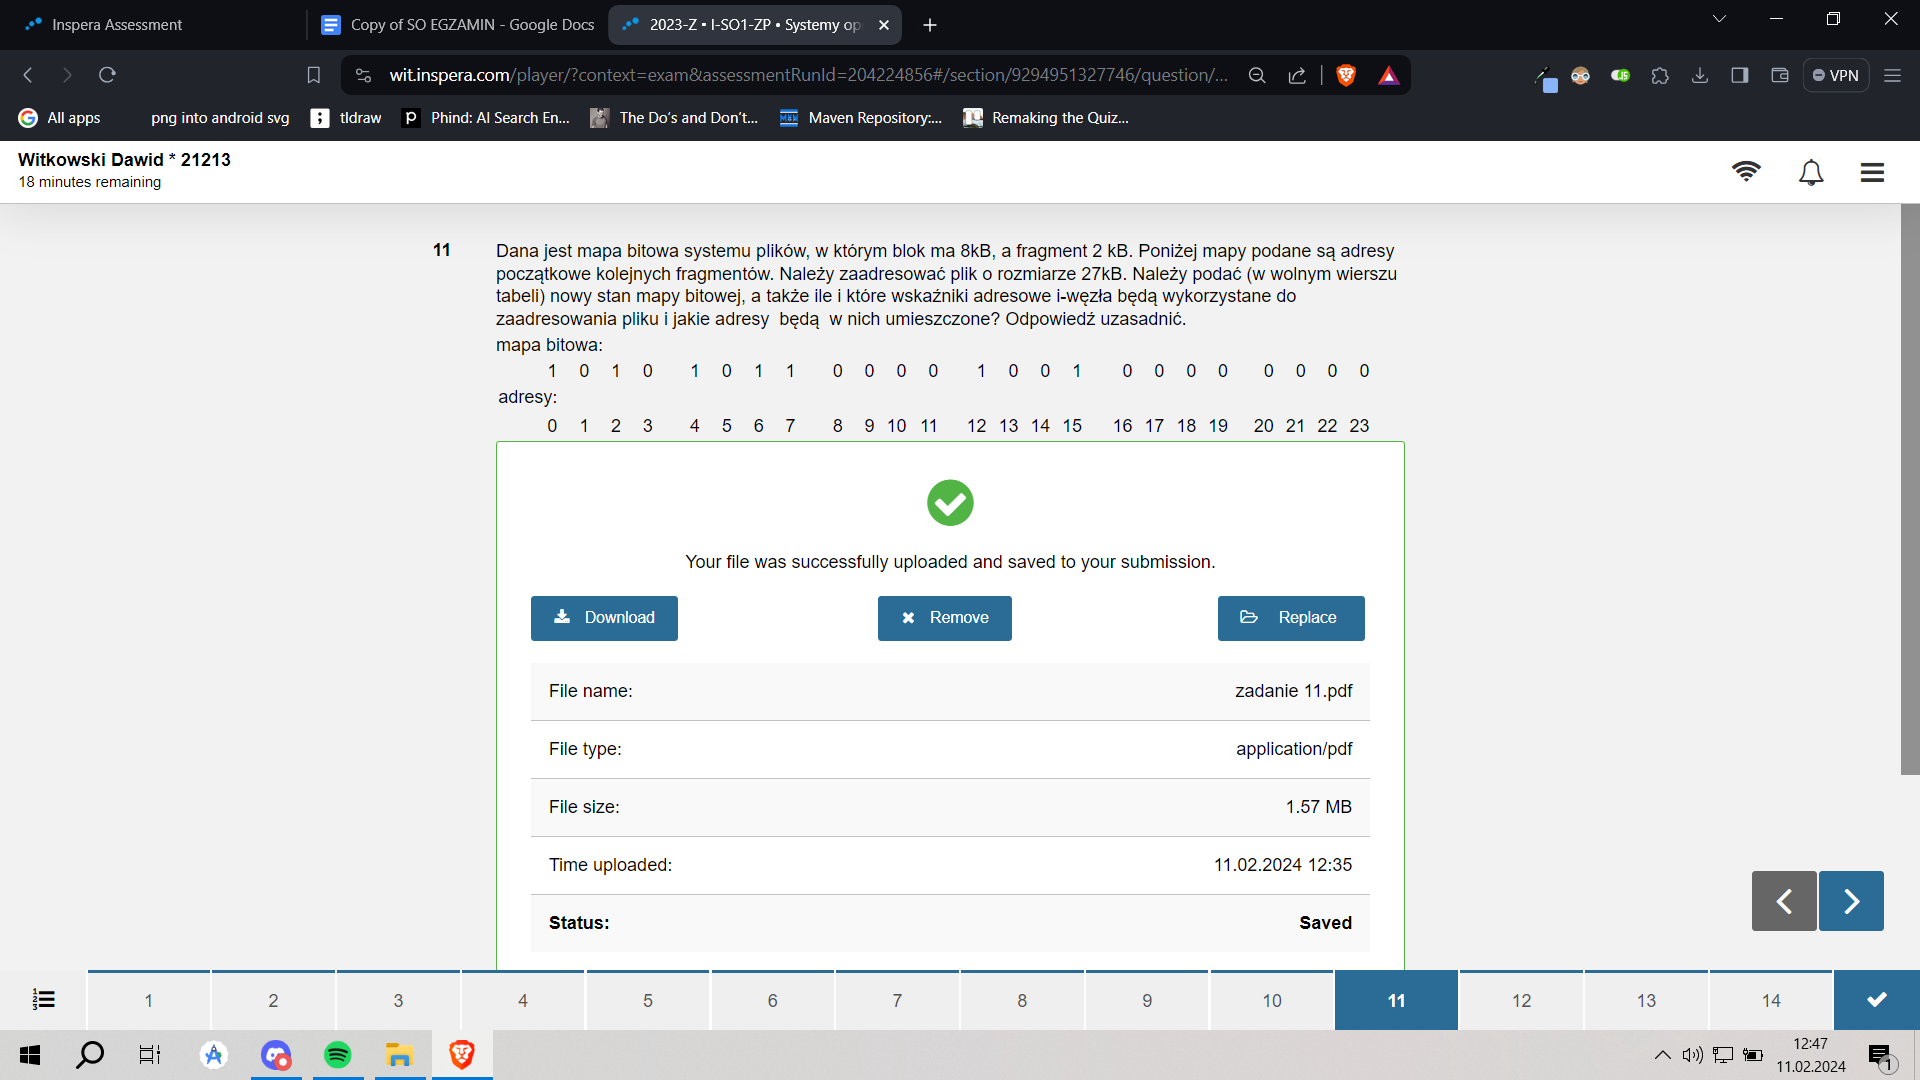 Inspera Assessment
Copy of SO EGZAMIN - Google Docs
2023-Z • I-SO1-ZP • Systemy op
wit.inspera.com/player/?context=exam&assessmentRunId=204224856#/section/9294951327746/question/...
VPN
All apps
png into android svg
tldraw
Phind: AI Search En...
The Do's and Don't...
Maven Repository:...
Remaking the Quiz...
Witkowski Dawid * 21213
18 minutes remaining
11
Dana jest mapa bitowa systemu plików, w którym blok ma 8kB, a fragment 2 kB. Poniżej mapy podane są adresy
początkowe kolejnych fragmentów. Należy zaadresować plik o rozmiarze 27kB. Należy podać (w wolnym wierszu
tabeli) nowy stan mapy bitowej, a także ile i które wskaźniki adresowe i-węzła będą wykorzystane do
zaadresowania pliku i jakie adresy będą w nich umieszczone? Odpowiedź uzasadnić.
mapa bitowa:
1 0 1 0 1 0 1 1 0 0 0 0 1 0 0 1 0 0 0 0 0 0 0 0
adresy:
0 1 2 3 4 5 6 7 8 9 10 11 12 13 14 15 16 17 18 19 20 21 22 23
Your file was successfully uploaded and saved to your submission.
Download
Remove
Replace
File name: zadanie 11.pdf
File type: application/pdf
File size: 1.57 MB
Time uploaded: 11.02.2024 12:35
Status: Saved
1 2 3 4 5 6 7 8 9 10 11 12 13 14
12:47
11.02.2024
1